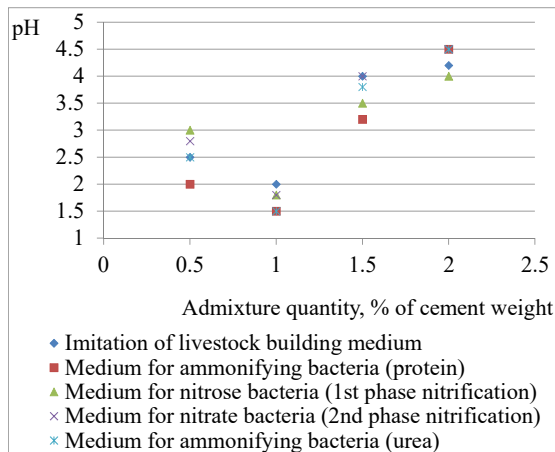 pH
5
4.5
4
3.5
3
2.5
2
1.5
1
0 0.5 1 1.5 2 2.5
Admixture quantity, % of cement weight
Imitation of livestock building medium
Medium for ammonifying bacteria (protein)
Medium for nitrose bacteria (1st phase nitrification)
Medium for nitrate bacteria (2nd phase nitrification)
Medium for ammonifying bacteria (urea)